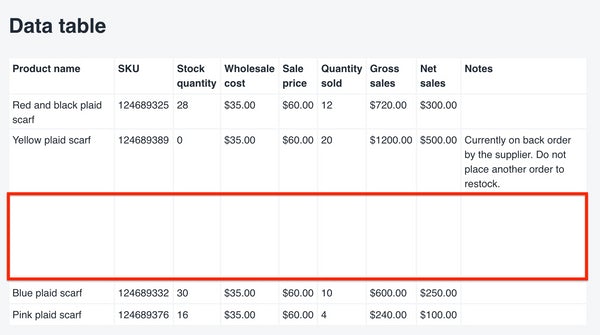 Data table
Product name SKU Stock quantity Wholesale cost Sale price Quantity sold Gross sales Net sales Notes
Red and black plaid scarf 124689325 28 $35.00 $60.00 12 $720.00 $300.00
Yellow plaid scarf 124689389 0 $35.00 $60.00 20 $1200.00 $500.00 Currently on back order by the supplier. Do not place another order to restock.
Blue plaid scarf 124689332 30 $35.00 $60.00 10 $600.00 $250.00
Pink plaid scarf 124689376 16 $35.00 $60.00 4 $240.00 $100.00